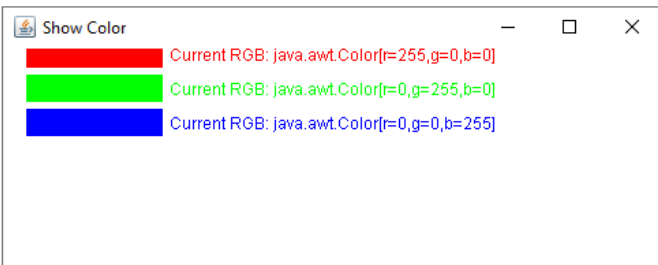 Show Color
Current RGB: java.awt.Color[r=255,g=0,b=0]
Current RGB: java.awt.Color[r=0,g=255,b=0]
Current RGB: java.awt.Color[r=0,g=0,b=255]